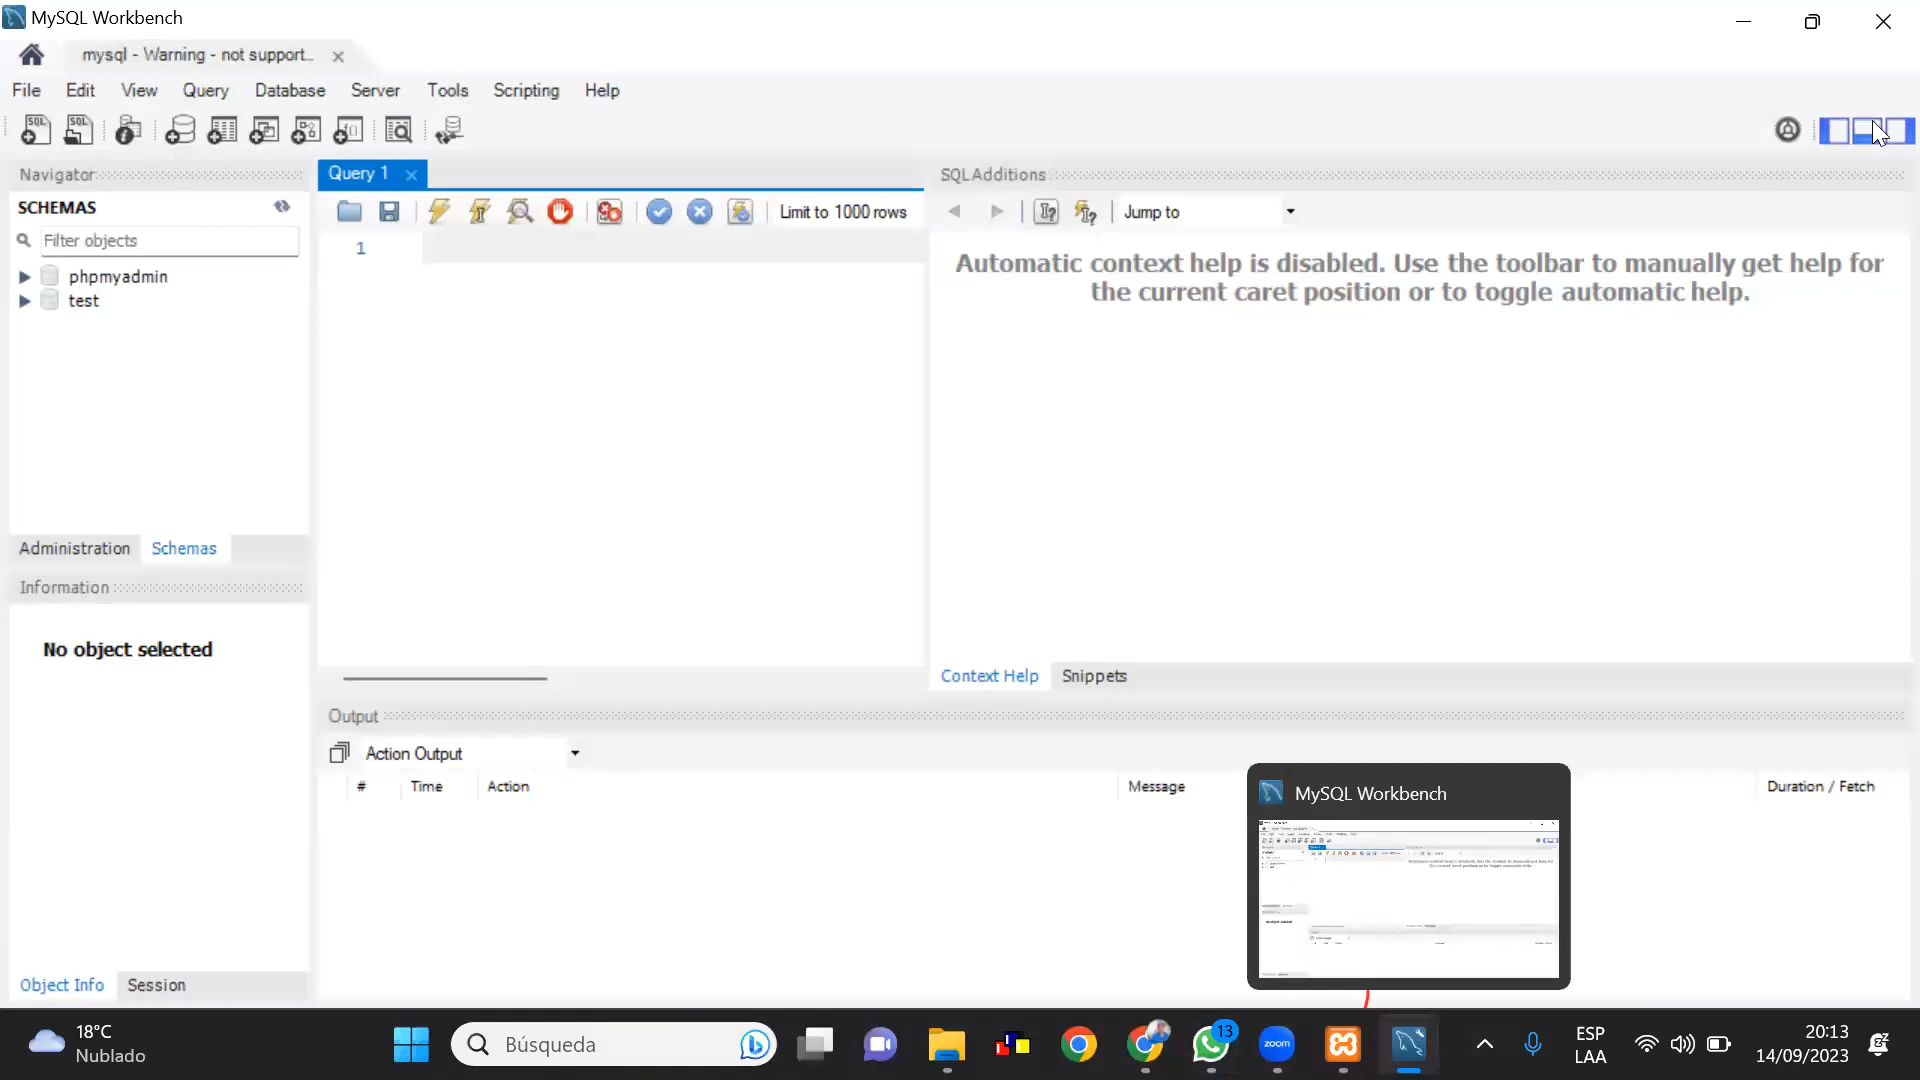 MySQL Workbench
mysql - Warning - not support...
File Edit View Query Database Server Tools Scripting Help
Navigator
SCHEMAS
Filter objects
phpmyadmin
test
Administration Schemas
Information
No object selected
Object Info Session
Query 1
Limit to 1000 rows
1
SQLAdditions
Jump to
Automatic context help is disabled. Use the toolbar to manually get help for
the current caret position or to toggle automatic help.
Context Help Snippets
Output
Action Output
# Time Action Message Duration / Fetch
MySQL Workbench
18°C
Nublado
Búsqueda
13
zoom
ESP
LAA
20:13
14/09/2023